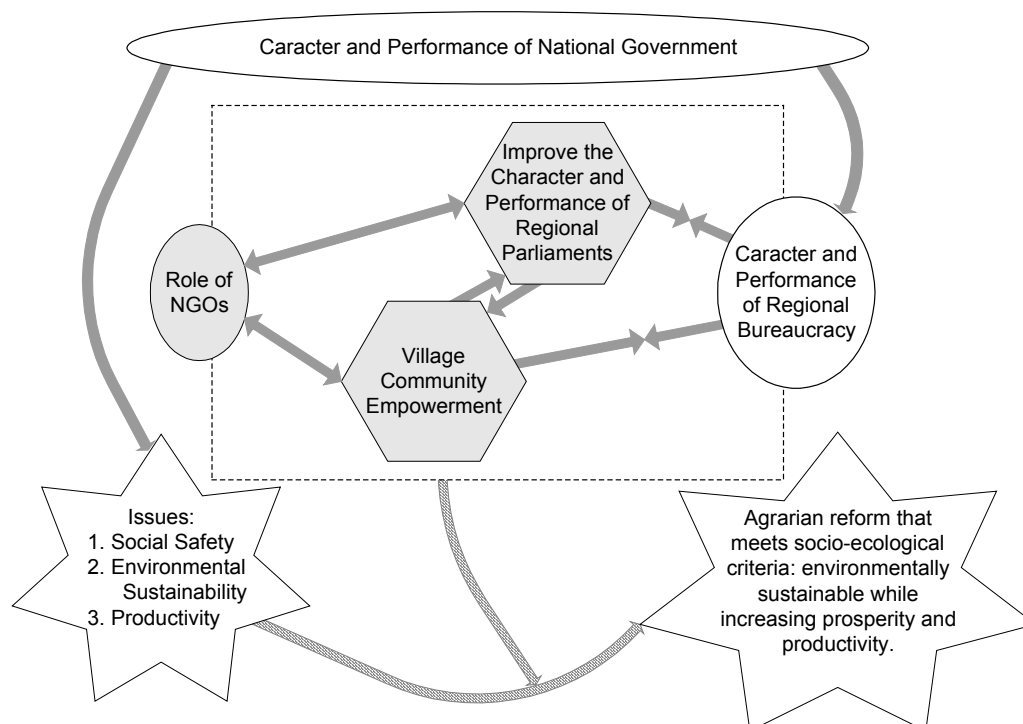 Caracter and Performance of National Government
Improve the
Character and
Performance of
Regional
Parliaments
Role of
NGOs
Caracter and
Performance
of Regional
Bureaucracy
Village
Community
Empowerment
Issues:
1. Social Safety
2. Environmental
Sustainability
3. Productivity
Agrarian reform that
meets socio-ecological
criteria: environmentally
sustainable while
increasing prosperity and
productivity.